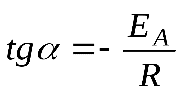 tgα = - E_A / R